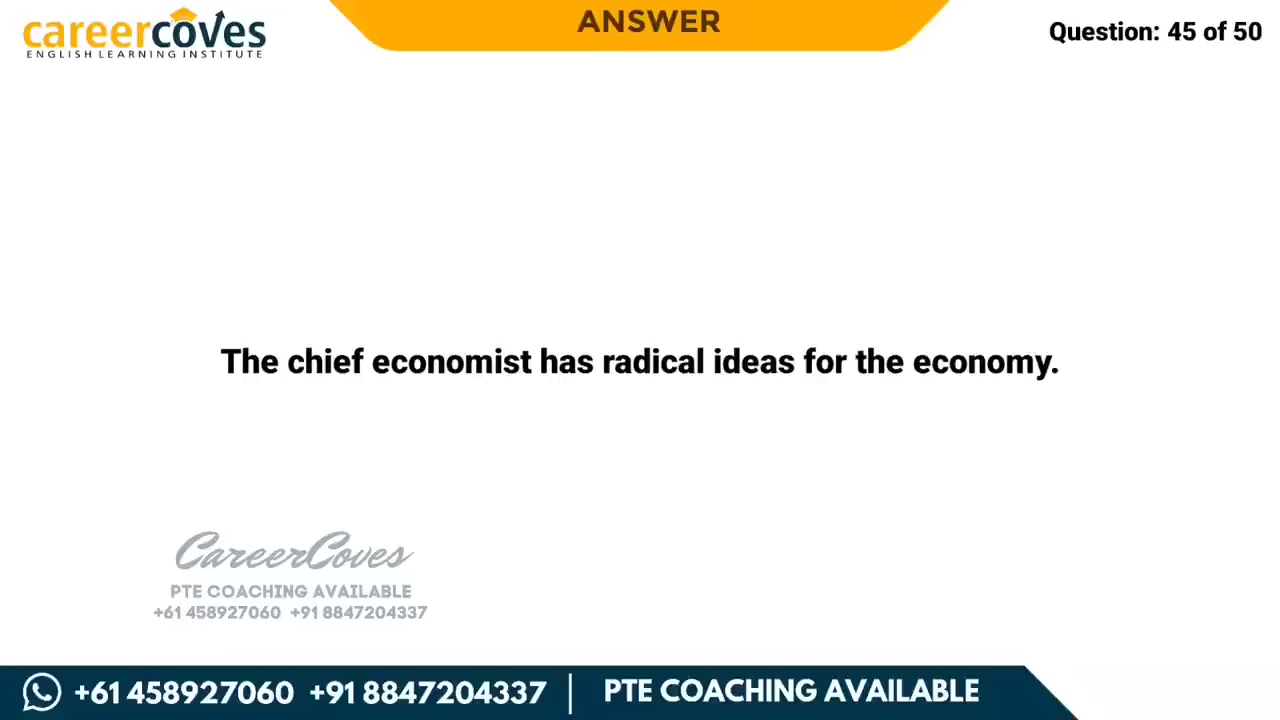 careercoves
ENGLISH LEARNING INSTITUTE
ANSWER
Question: 45 of 50
The chief economist has radical ideas for the economy.
CareerCoves
PTE COACHING AVAILABLE
+61 458927060 +91 8847204337
+61 458927060 +91 8847204337 | PTE COACHING AVAILABLE